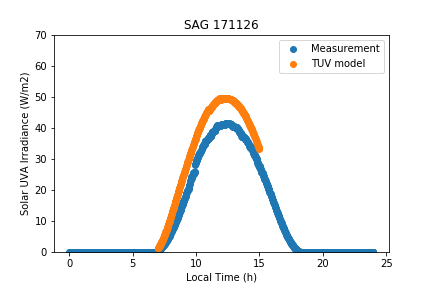 SAG 171126
Solar UVA Irradiance (W/m2)
70
60
50
40
30
20
10
0
Measurement
TUV model
0 5 10 15 20 25
Local Time (h)